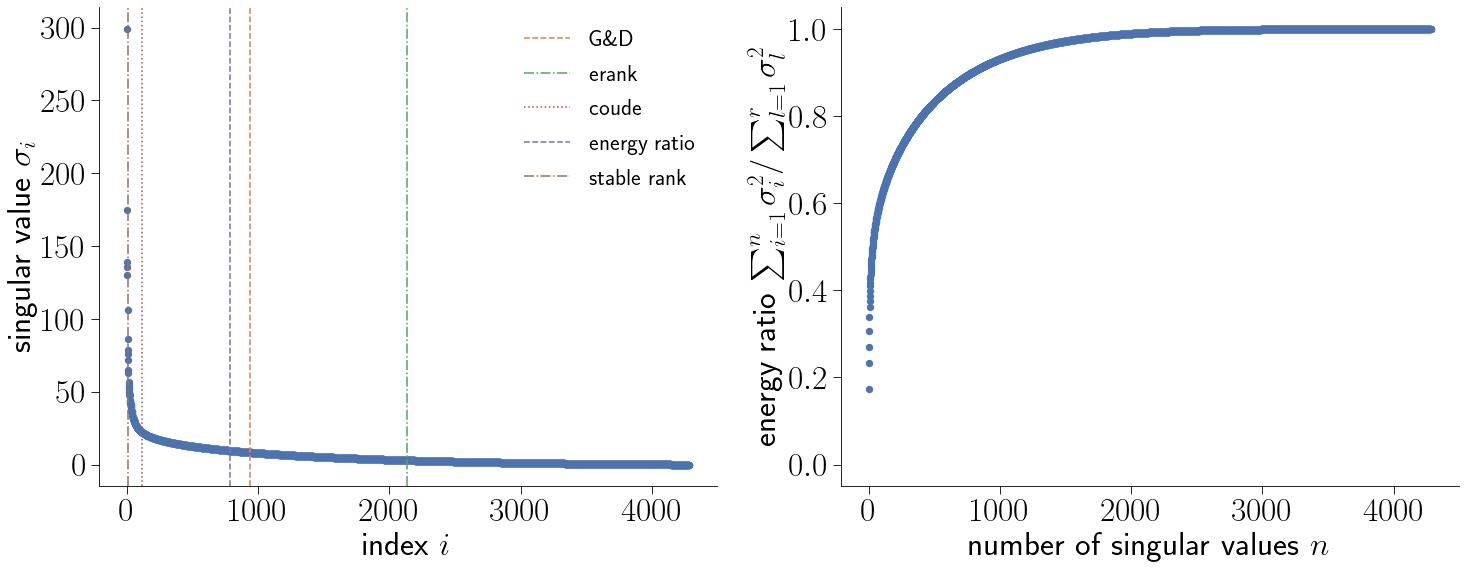 singular value σ_i
300
250
200
150
100
50
0
G&D
erank
coude
energy ratio
stable rank
0 1000 2000 3000 4000
index i
energy ratio ∑_{i=1}^{n} σ_i^2 / ∑_{l=1}^{r} σ_l^2
1.0
0.8
0.6
0.4
0.2
0.0
0 1000 2000 3000 4000
number of singular values n